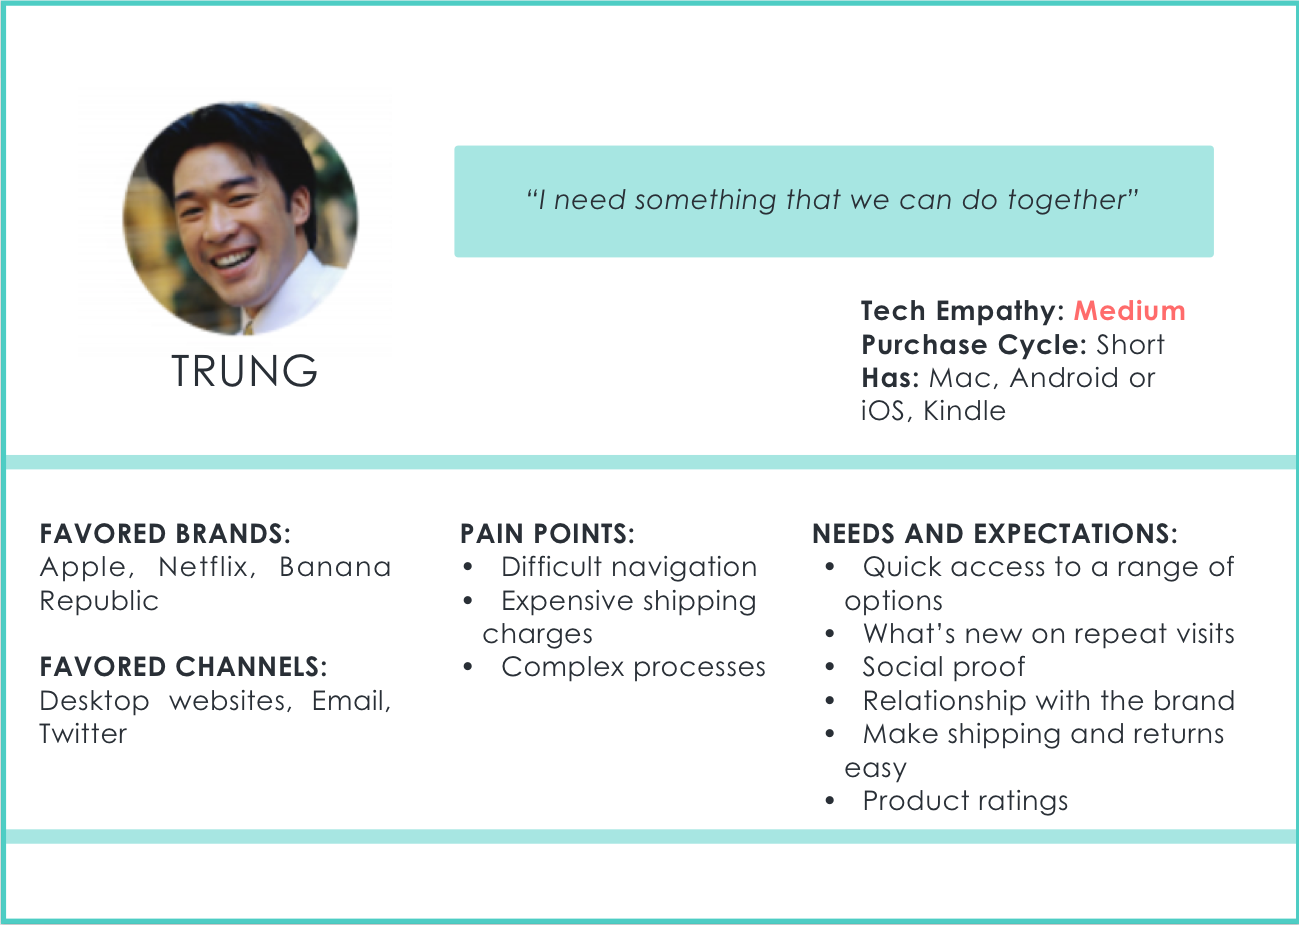 “I need something that we can do together”
TRUNG
Tech Empathy: Medium
Purchase Cycle: Short
Has: Mac, Android or
iOS, Kindle
FAVORED BRANDS:
Apple, Netflix, Banana
Republic
FAVORED CHANNELS:
Desktop websites, Email,
Twitter
PAIN POINTS:
• Difficult navigation
• Expensive shipping
charges
• Complex processes
NEEDS AND EXPECTATIONS:
• Quick access to a range of
options
• What’s new on repeat visits
• Social proof
• Relationship with the brand
• Make shipping and returns
easy
• Product ratings